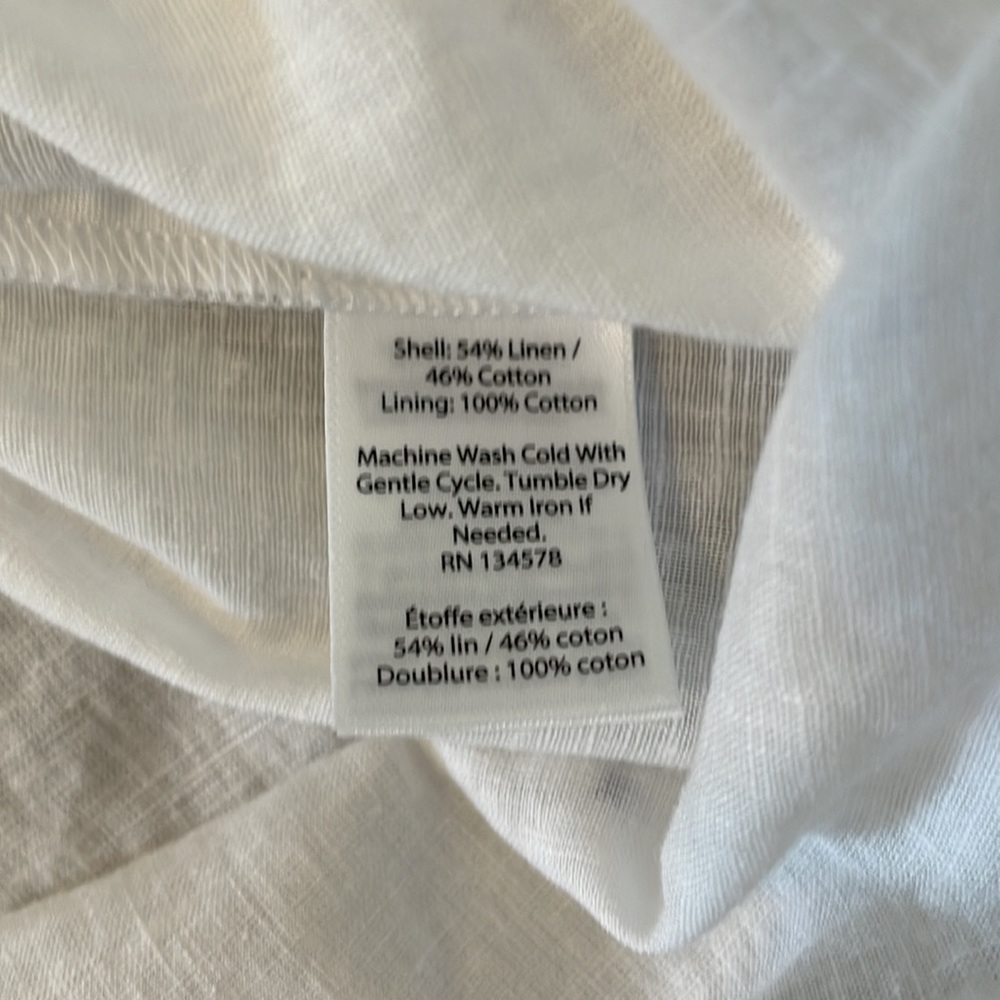 Shell: 54% Linen /
46% Cotton
Lining: 100% Cotton
Machine Wash Cold With
Gentle Cycle. Tumble Dry
Low. Warm Iron If
Needed.
RN 134578
Étoffe extérieure :
54% lin / 46% coton
Doublure : 100% coton